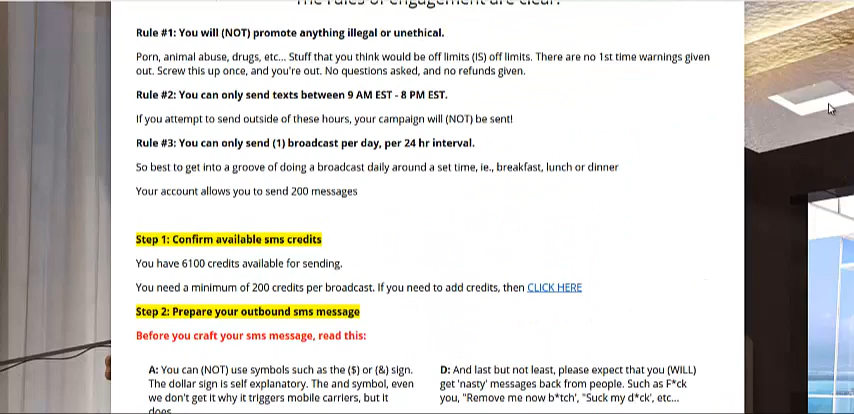 The rules of engagement are clear:
Rule #1: You will (NOT) promote anything illegal or unethical.
Porn, animal abuse, drugs, etc... Stuff that you think would be off limits (IS) off limits. There are no 1st time warnings given
out. Screw this up once, and you're out. No questions asked, and no refunds given.
Rule #2: You can only send texts between 9 AM EST - 8 PM EST.
If you attempt to send outside of these hours, your campaign will (NOT) be sent!
Rule #3: You can only send (1) broadcast per day, per 24 hr interval.
So best to get into a groove of doing a broadcast daily around a set time, ie., breakfast, lunch or dinner
Your account allows you to send 200 messages
Step 1: Confirm available sms credits
You have 6100 credits available for sending.
You need a minimum of 200 credits per broadcast. If you need to add credits, then CLICK HERE
Step 2: Prepare your outbound sms message
Before you craft your sms message, read this:
A: You can (NOT) use symbols such as the ($) or (&) sign.
The dollar sign is self explanatory. The and symbol, even
we don't get it why it triggers mobile carriers, but it
does
D: And last but not least, please expect that you (WILL)
get 'nasty' messages back from people. Such as F*ck
you, "Remove me now b*tch', "Suck my d*ck', etc...